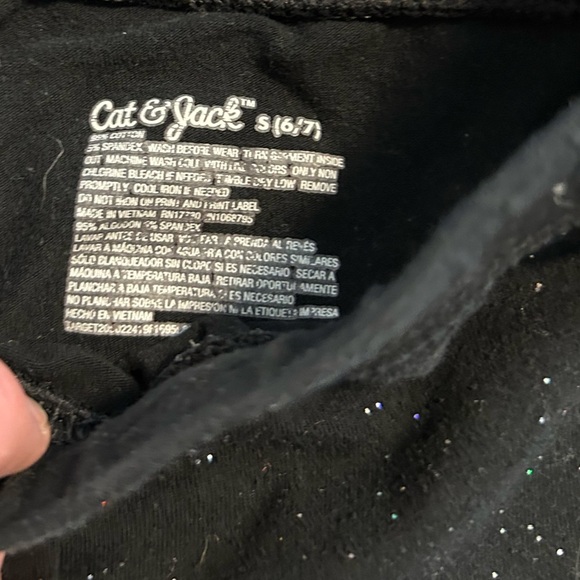 Cat & Jack™ S (6/7)
95% COTTON
5% SPANDEX WASH BEFORE WEAR TURN GARMENT INSIDE
OUT MACHINE WASH COLD WITH LIKE COLORS ONLY NON
CHLORINE BLEACH IF NEEDED TUMBLE DRY LOW REMOVE
PROMPTLY COOL IRON IF NEEDED
DO NOT IRON ON PRINT AND PRINT LABEL
MADE IN VIETNAM
95% ALGODON 5% SPANDEX
LAVAR ANTES DE USAR VOLTEAR LA PRENDA AL REVÉS
LAVAR A MÁQUINA CON AGUA FRÍA CON COLORES SIMILARES
SÓLO BLANQUEADOR SIN CLORO SI ES NECESARIO SECAR A
MÁQUINA A TEMPERATURA BAJA RETIRAR OPORTUNAMENTE
PLANCHAR A BAJA TEMPERATURA SI ES NECESARIO
NO PLANCHAR SOBRE LA IMPRESIÓN NI LA ETIQUETA IMPRESA
HECHO EN VIETNAM